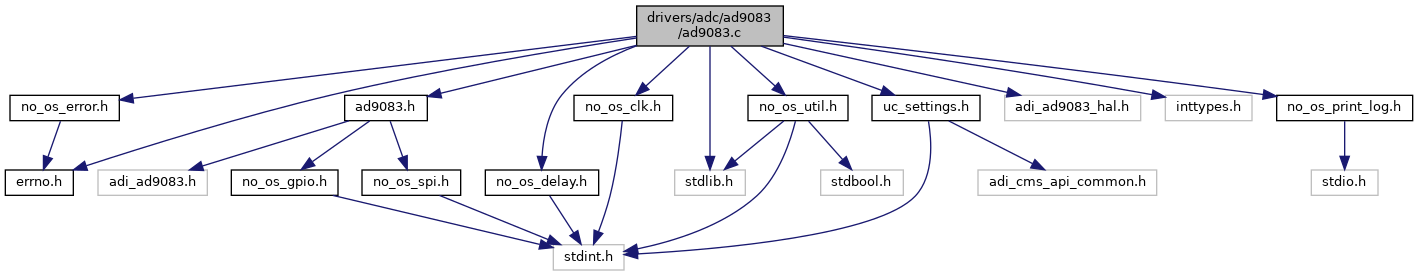 drivers/adc/ad9083
/ad9083.c
no_os_error.h
ad9083.h
no_os_clk.h
no_os_util.h
uc_settings.h
adi_ad9083_hal.h
inttypes.h
no_os_print_log.h
errno.h
adi_ad9083.h
no_os_gpio.h
no_os_spi.h
no_os_delay.h
stdlib.h
stdbool.h
adi_cms_api_common.h
stdio.h
stdint.h